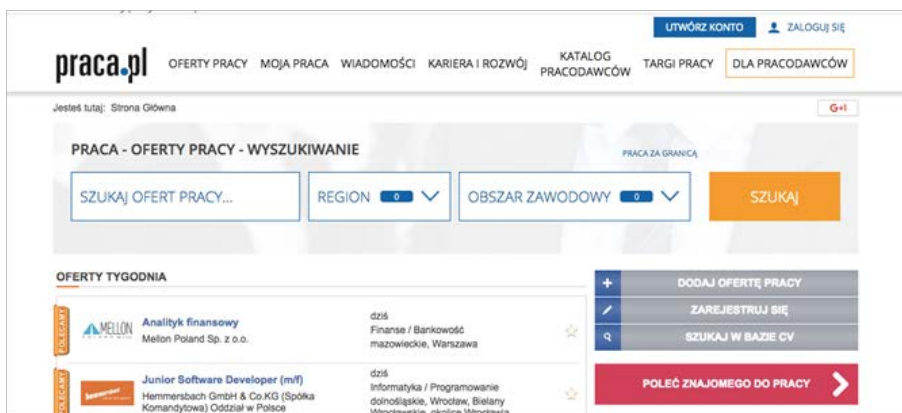 UTWÓRZ KONTO
ZALOGUJ SIĘ
praca.pl
OFERTY PRACY
MOJA PRACA
WIADOMOŚCI
KARIERA I ROZWÓJ
KATALOG
PRACODAWCÓW
TARGI PRACY
DLA PRACODAWCÓW
Jesteś tutaj: Strona Główna
G+1
PRACA - OFERTY PRACY - WYSZUKIWANIE
PRACA ZA GRANICĄ
SZUKAJ OFERT PRACY...
REGION 0
OBSZAR ZAWODOWY 0
SZUKAJ
OFERTY TYGODNIA
POLECAMY
MELLON
Analityk finansowy
Mellon Poland Sp. z o.o.
dziś
Finanse / Bankowość
mazowieckie, Warszawa
POLECAMY
Junior Software Developer (m/f)
Hemmersbach GmbH & Co.KG (Spółka
Komandytowa) Oddział w Polsce
dziś
Informatyka / Programowanie
dolnośląskie, Wrocław, Bielany
Wrocławskie, okolice Wrocławia
DODAJ OFERTĘ PRACY
ZAREJESTRUJ SIĘ
SZUKAJ W BAZIE CV
POLEĆ ZNAJOMEGO DO PRACY